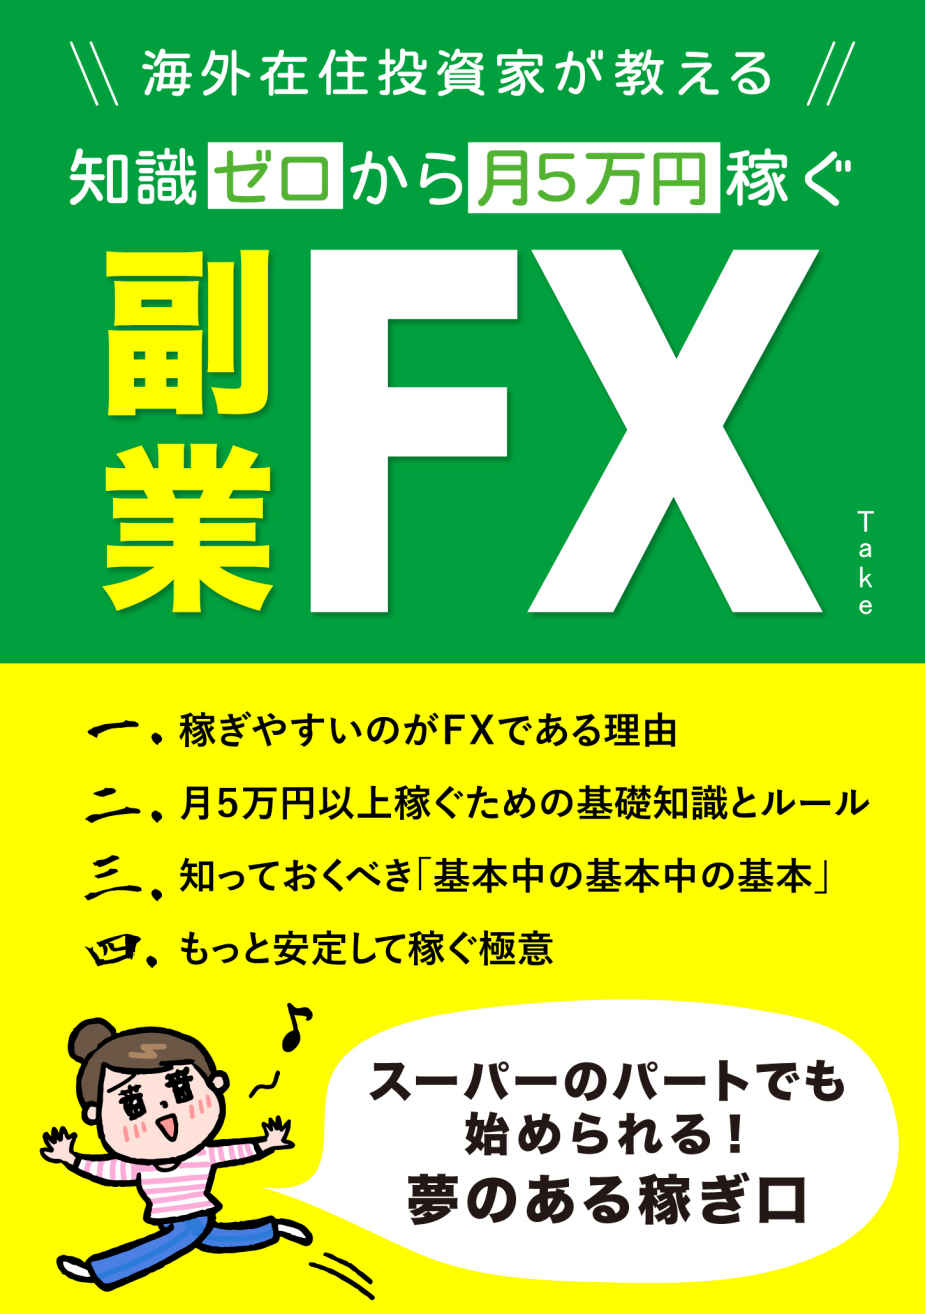 海外在住投資家が教える
知識ゼロから月5万円稼ぐ
副業
FX
Take
一. 稼ぎやすいのがFXである理由
二. 月5万円以上稼ぐための基礎知識とルール
三. 知っておくべき「基本中の基本中の基本」
四. もっと安定して稼ぐ極意
スーパーのパートでも
始められる！
夢のある稼ぎ口